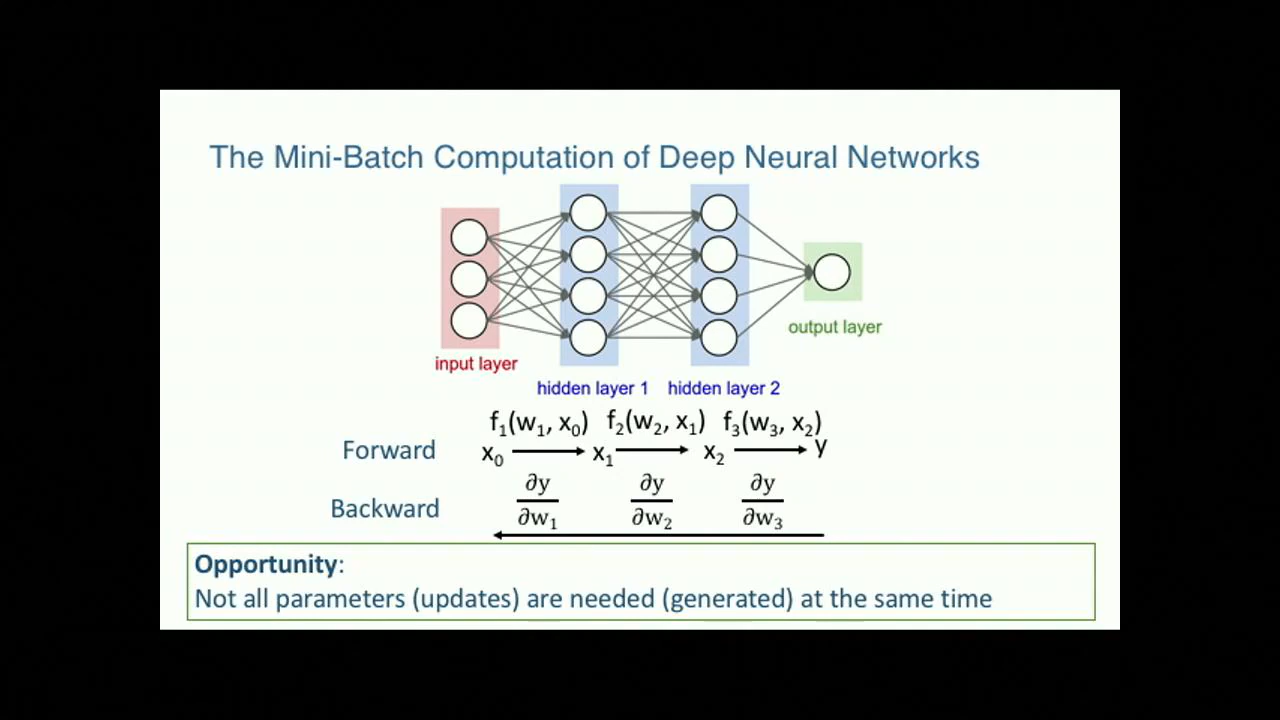 The Mini-Batch Computation of Deep Neural Networks
input layer
hidden layer 1
hidden layer 2
output layer
f₁(w₁, x₀) f₂(w₂, x₁) f₃(w₃, x₂)
Forward x₀ x₁ x₂ y
Backward ∂y/∂w₁ ∂y/∂w₂ ∂y/∂w₃
Opportunity:
Not all parameters (updates) are needed (generated) at the same time